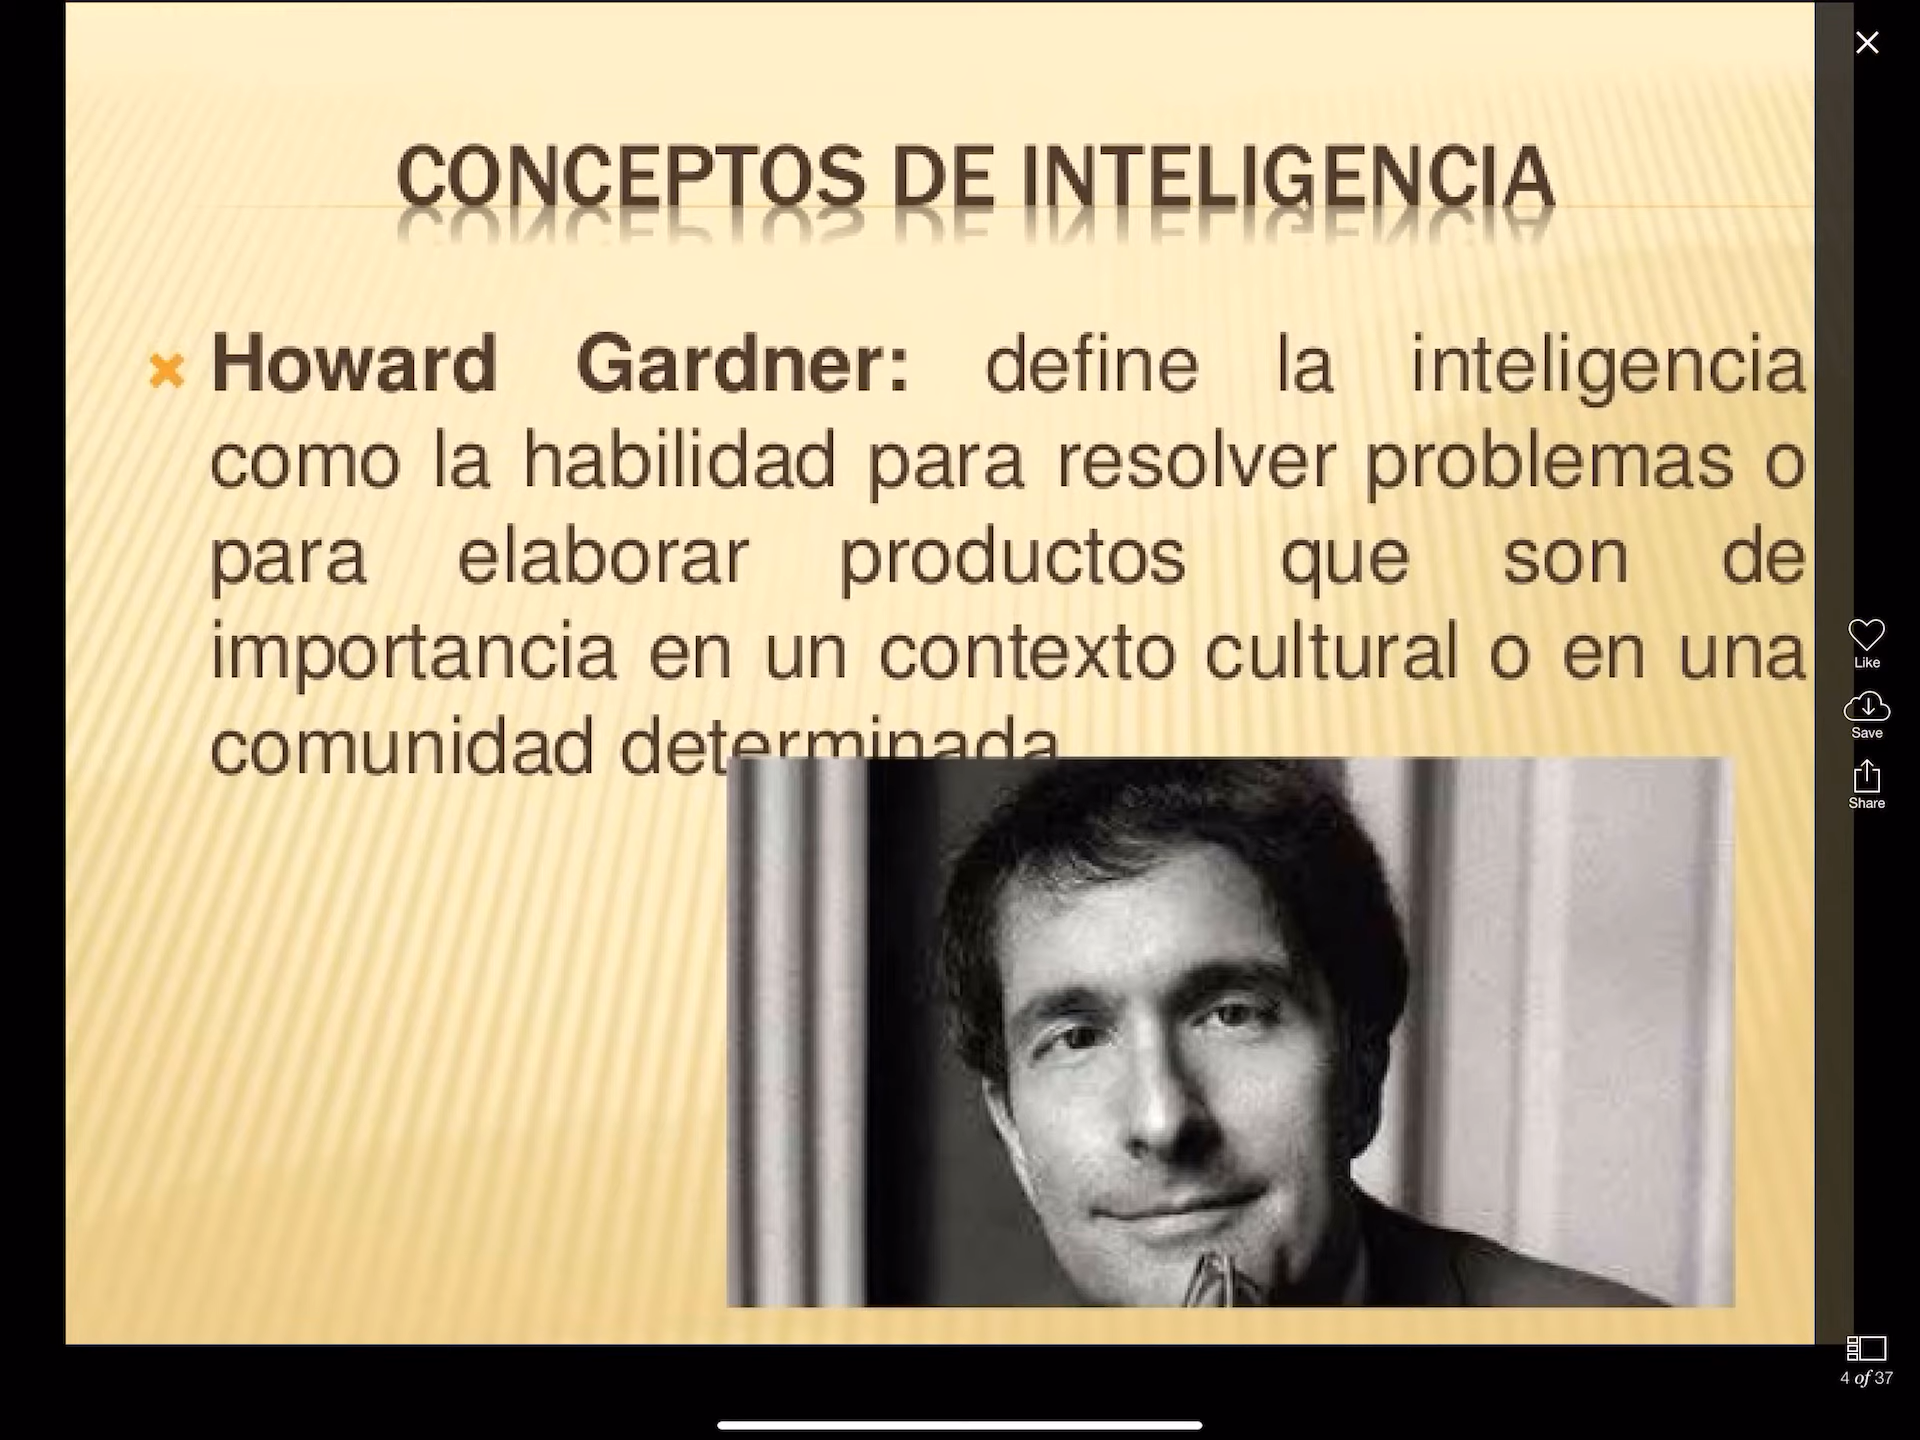 CONCEPTOS DE INTELIGENCIA
Howard Gardner: define la inteligencia
como la habilidad para resolver problemas o
para elaborar productos que son de
importancia en un contexto cultural o en una
comunidad determinada
Like
Save
Share
4 of 37